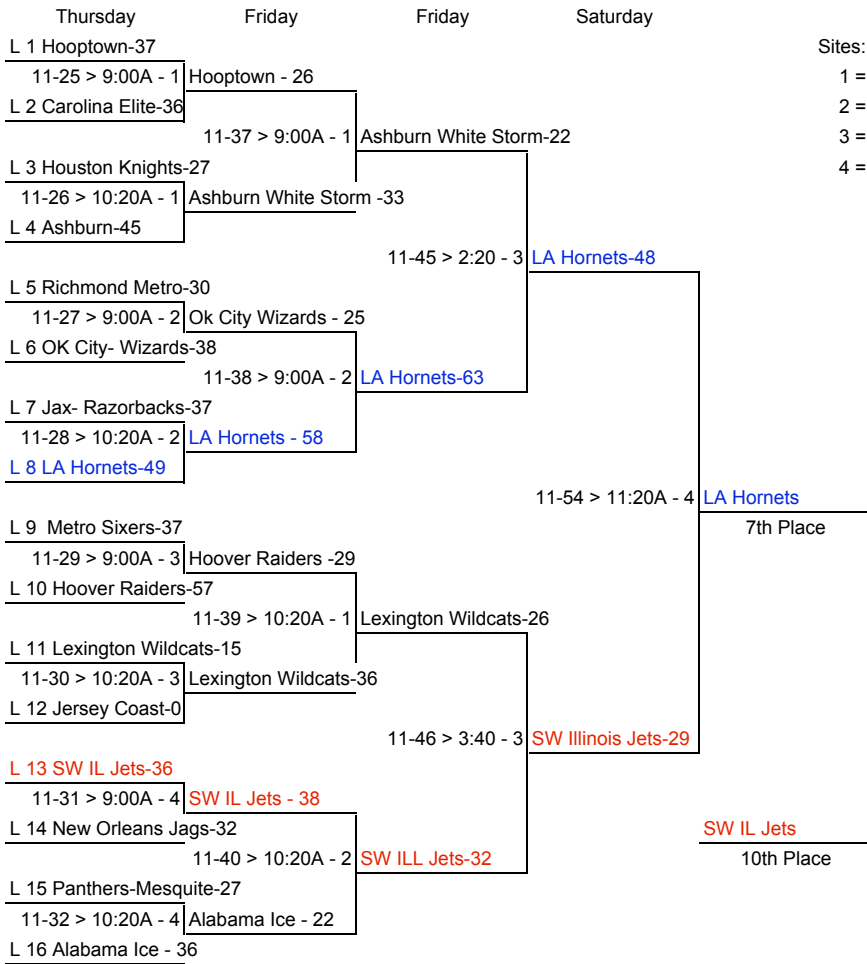 Thursday Friday Friday Saturday
L 1 Hooptown-37 Sites:
11-25 > 9:00A - 1 Hooptown - 26 1 =
L 2 Carolina Elite-36 2 =
11-37 > 9:00A - 1 Ashburn White Storm-22 3 =
L 3 Houston Knights-27 4 =
11-26 > 10:20A - 1 Ashburn White Storm -33
L 4 Ashburn-45
11-45 > 2:20 - 3 LA Hornets-48
L 5 Richmond Metro-30
11-27 > 9:00A - 2 Ok City Wizards - 25
L 6 OK City- Wizards-38
11-38 > 9:00A - 2 LA Hornets-63
L 7 Jax- Razorbacks-37
11-28 > 10:20A - 2 LA Hornets - 58
L 8 LA Hornets-49
11-54 > 11:20A - 4 LA Hornets
L 9 Metro Sixers-37 7th Place
11-29 > 9:00A - 3 Hoover Raiders -29
L 10 Hoover Raiders-57
11-39 > 10:20A - 1 Lexington Wildcats-26
L 11 Lexington Wildcats-15
11-30 > 10:20A - 3 Lexington Wildcats-36
L 12 Jersey Coast-0
11-46 > 3:40 - 3 SW Illinois Jets-29
L 13 SW IL Jets-36
11-31 > 9:00A - 4 SW IL Jets - 38
L 14 New Orleans Jags-32 SW IL Jets
11-40 > 10:20A - 2 SW ILL Jets-32 10th Place
L 15 Panthers-Mesquite-27
11-32 > 10:20A - 4 Alabama Ice - 22
L 16 Alabama Ice - 36